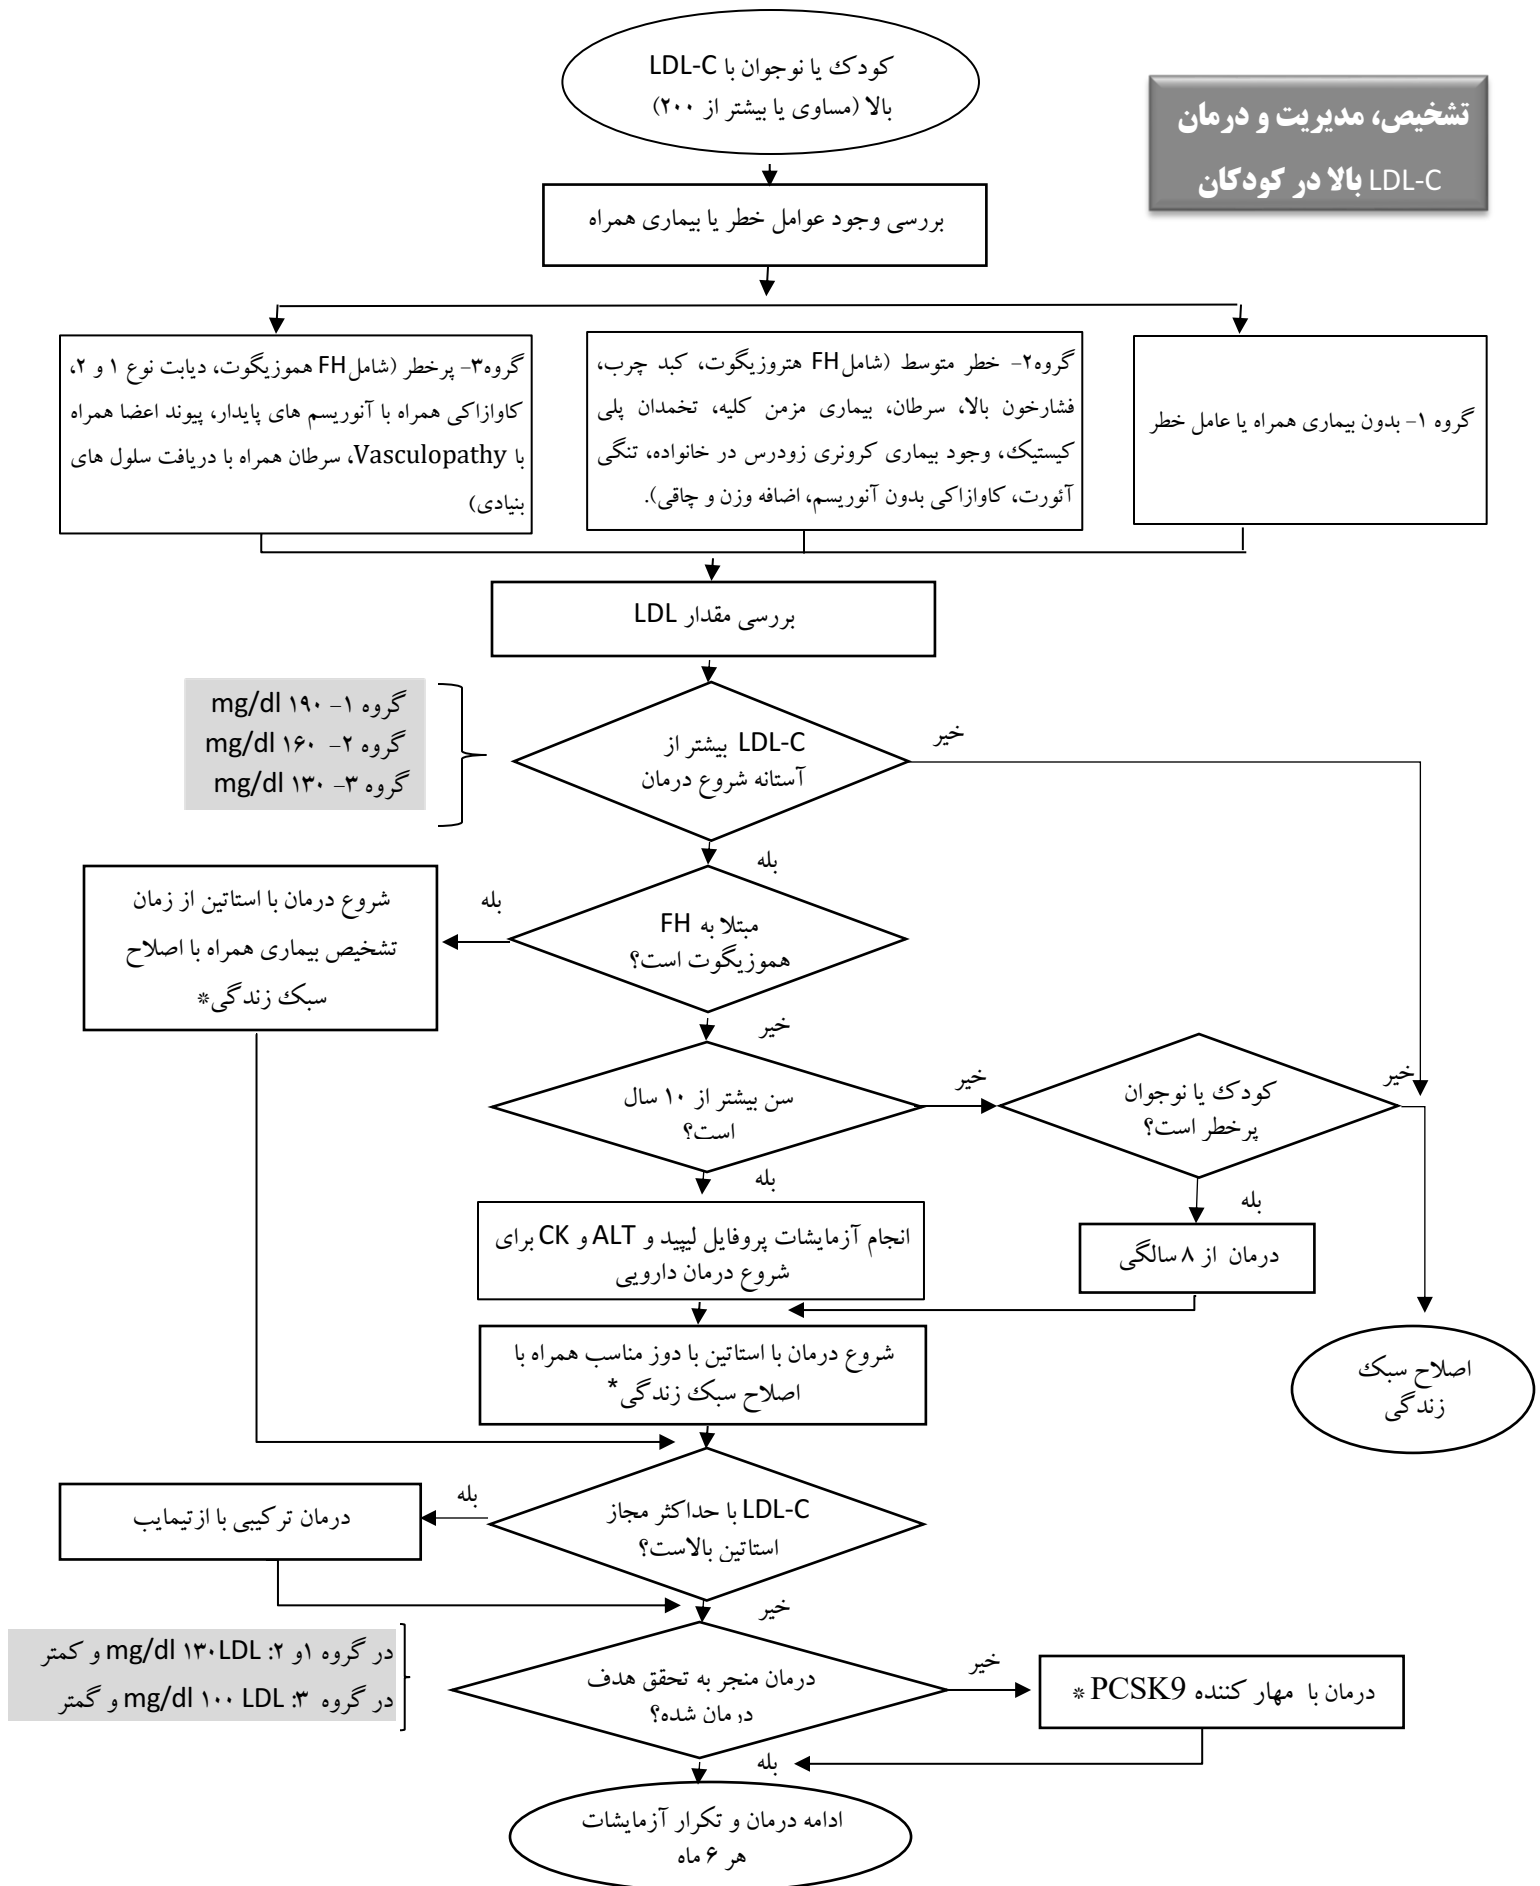 تشخیص، مدیریت و درمان
LDL-C بالا در کودکان
کودک یا نوجوان با LDL-C
بالا (مساوی یا بیشتر از ۲۰۰)
بررسی وجود عوامل خطر یا بیماری همراه
گروه ۱- بدون بیماری همراه یا عامل خطر
گروه۲- خطر متوسط (شامل FH هتروزیگوت، کبد چرب،
فشارخون بالا، سرطان، بیماری مزمن کلیه، تخمدان پلی
کیستیک، وجود بیماری کرونری زودرس در خانواده، تنگی
آئورت، کاوازاکی بدون آنوریسم، اضافه وزن و چاقی).
گروه۳- پرخطر (شامل FH هموزیگوت، دیابت نوع ۱ و ۲،
کاوازاکی همراه با آنوریسم های پایدار، پیوند اعضا همراه
با Vasculopathy، سرطان همراه با دریافت سلول های
بنیادی)
بررسی مقدار LDL
گروه ۱- ۱۹۰ mg/dl
گروه ۲- ۱۶۰ mg/dl
گروه ۳- ۱۳۰ mg/dl
LDL-C بیشتر از
آستانه شروع درمان
خیر
بله
مبتلا به FH
هموزیگوت است؟
بله
شروع درمان با استاتین از زمان
تشخیص بیماری همراه با اصلاح
سبک زندگی*
خیر
سن بیشتر از ۱۰ سال
است؟
خیر
کودک یا نوجوان
پرخطر است؟
خیر
بله
بله
درمان از ۸ سالگی
انجام آزمایشات پروفایل لیپید و ALT و CK برای
شروع درمان دارویی
شروع درمان با استاتین با دوز مناسب همراه با
اصلاح سبک زندگی*
اصلاح سبک
زندگی
LDL-C با حداکثر مجاز
استاتین بالاست؟
بله
درمان ترکیبی با ازتیمایب
خیر
در گروه ۱و ۲: LDL۱۳۰ mg/dl و کمتر
در گروه ۳: LDL ۱۰۰ mg/dl و گمتر
درمان منجر به تحقق هدف
درمان شده؟
خیر
درمان با مهار کننده PCSK9 *
بله
ادامه درمان و تکرار آزمایشات
هر ۶ ماه